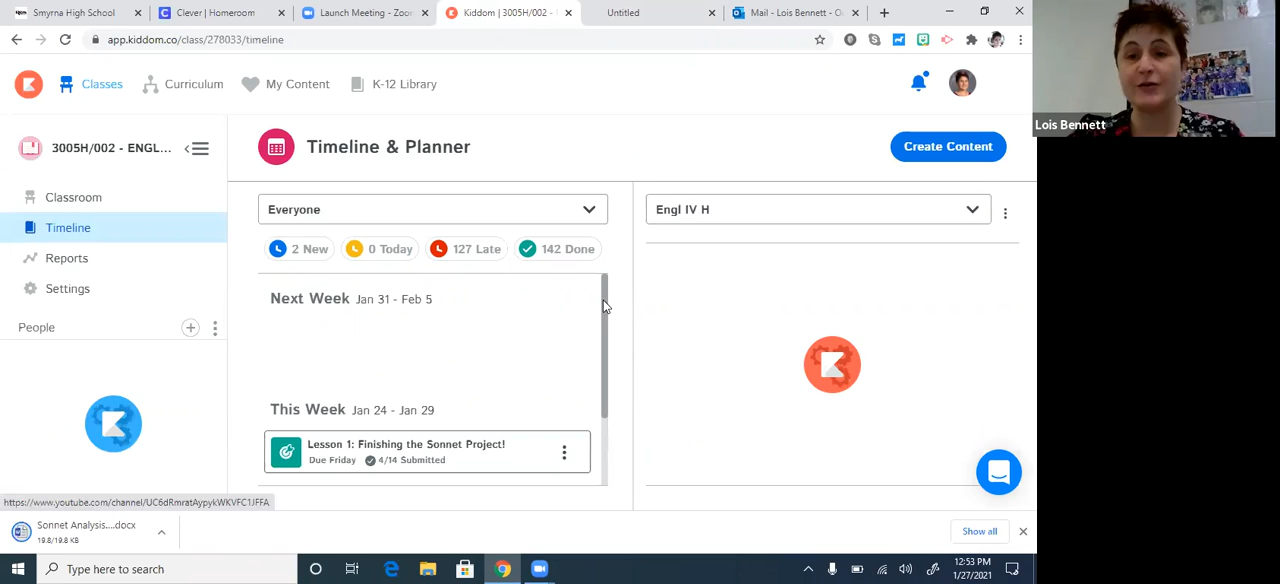 Smyrna High School
Clever | Homeroom
Launch Meeting - Zoo
Kiddom | 3005H/002 -
Untitled
Mail - Lois Bennett - O
app.kiddom.co/class/278033/timeline
Classes
Curriculum
My Content
K-12 Library
Lois Bennett
3005H/002 - ENGL...
Timeline & Planner
Create Content
Classroom
Timeline
Reports
Settings
People
Everyone
Engl IV H
2 New
0 Today
127 Late
142 Done
Next Week Jan 31 - Feb 5
This Week Jan 24 - Jan 29
Lesson 1: Finishing the Sonnet Project!
Due Friday 4/14 Submitted
https://www.youtube.com/channel/UC6dRmratAypykWKVFC1JFFA
Sonnet Analysis....docx
19.8/19.8 KB
Show all
Type here to search
12:53 PM
1/27/2021